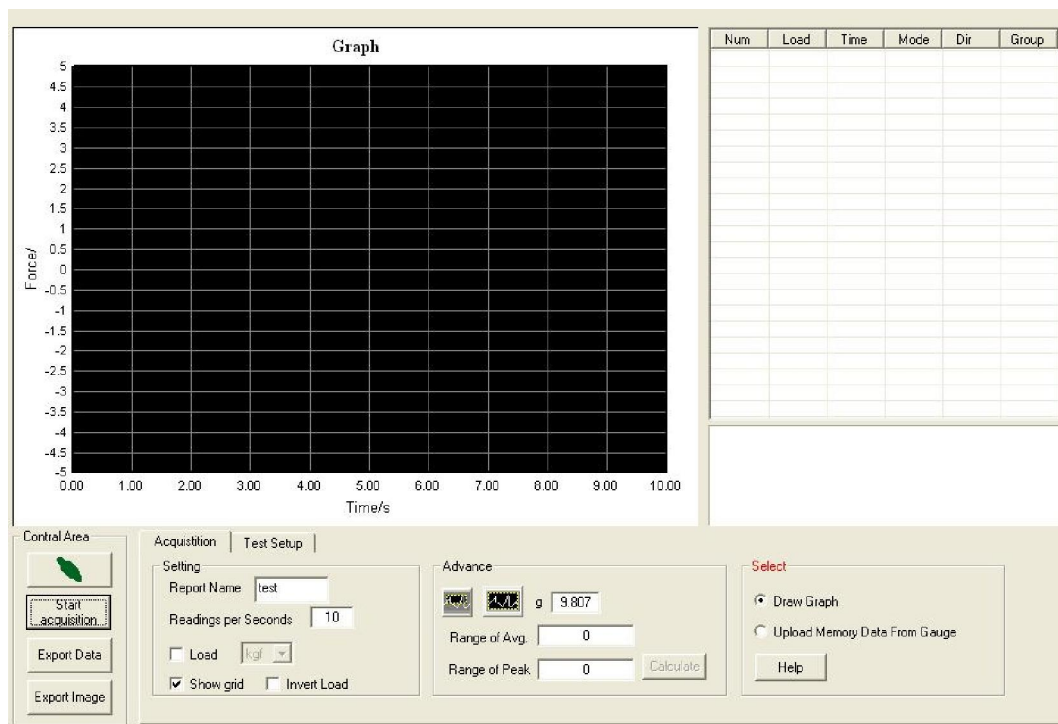 Graph
5
4.5
4
3.5
3
2.5
2
1.5
1
0.5
0
-0.5
-1
-1.5
-2
-2.5
-3
-3.5
-4
-4.5
-5
Force/
0.00 1.00 2.00 3.00 4.00 5.00 6.00 7.00 8.00 9.00 10.00
Time/s
Num Load Time Mode Dir Group
Contral Area
Start
acquisition
Export Data
Export Image
Acquistition Test Setup
Setting
Report Name test
Readings per Seconds 10
Load kgf
Show grid Invert Load
Advance
g 9.807
Range of Avg. 0
Range of Peak 0 Calculate
Select
Draw Graph
Upload Memory Data From Gauge
Help